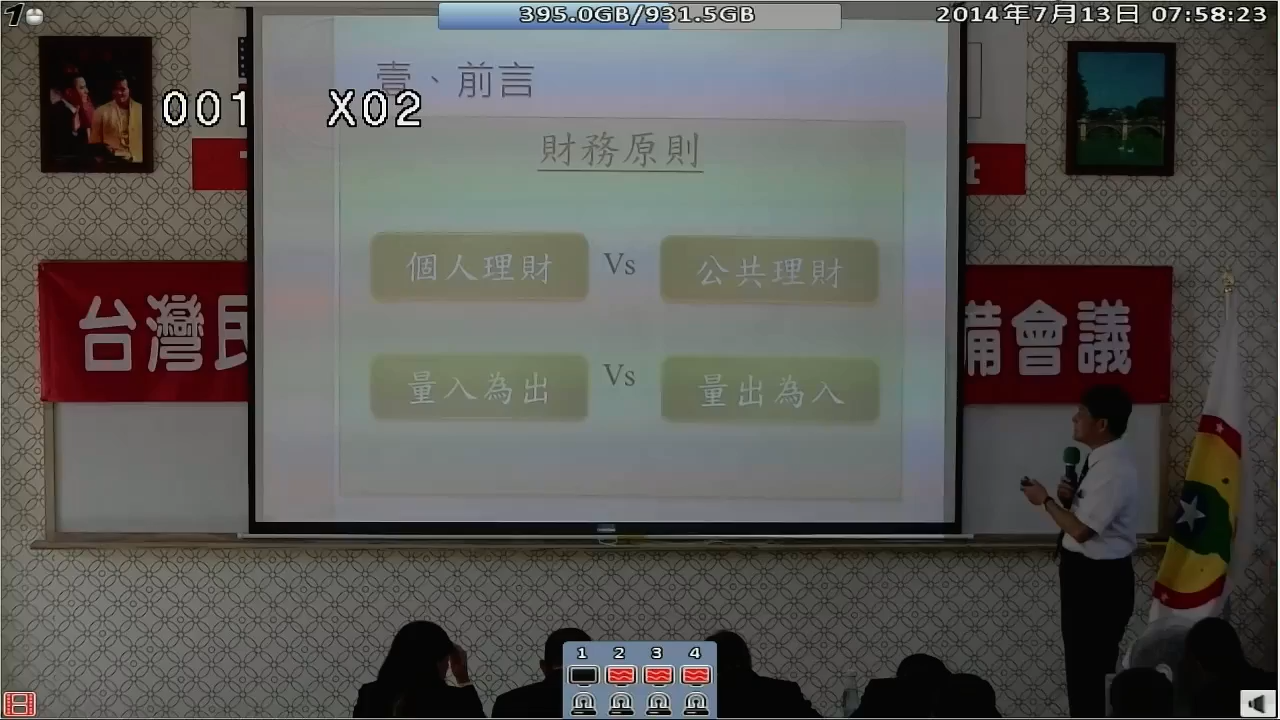 1
395.0GB/931.5GB
2014年7月13日 07:58:23
壹、前言
001 X02
財務原則
個人理財 Vs 公共理財
台灣民
備會議
量入為出 Vs 量出為入
1 2 3 4